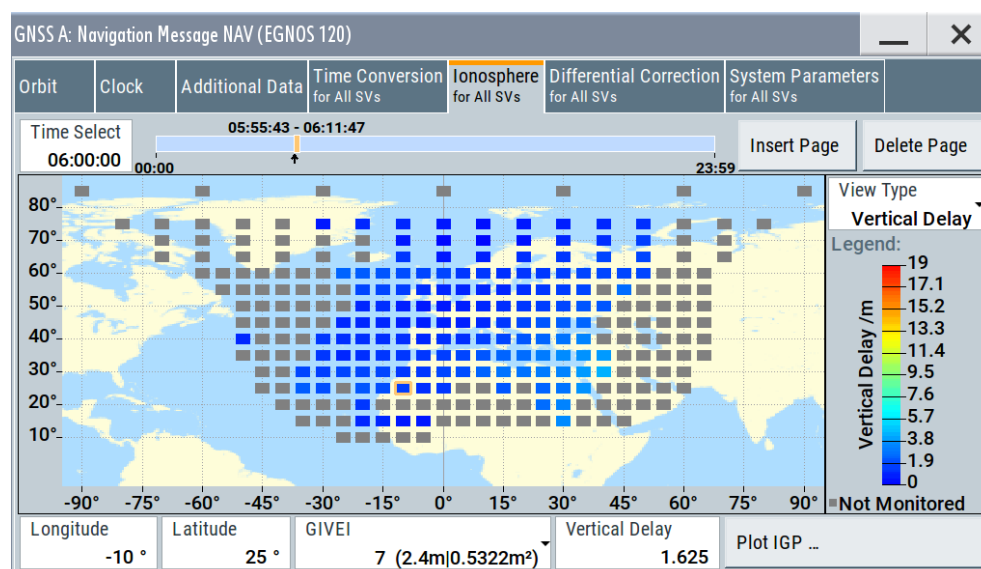 GNSS A: Navigation Message NAV (EGNOS 120)
Orbit
Clock
Additional Data
Time Conversion
for All SVs
Ionosphere
for All SVs
Differential Correction
for All SVs
System Parameters
for All SVs
Time Select
06:00:00
05:55:43 - 06:11:47
00:00
23:59
Insert Page
Delete Page
80°
70°
60°
50°
40°
30°
20°
10°
-90°
-75°
-60°
-45°
-30°
-15°
0°
15°
30°
45°
60°
75°
90°
View Type
Vertical Delay
Legend:
Vertical Delay /m
19
17.1
15.2
13.3
11.4
9.5
7.6
5.7
3.8
1.9
0
Not Monitored
Longitude
-10 °
Latitude
25 °
GIVEI
7 (2.4m|0.5322m²)
Vertical Delay
1.625
Plot IGP ...